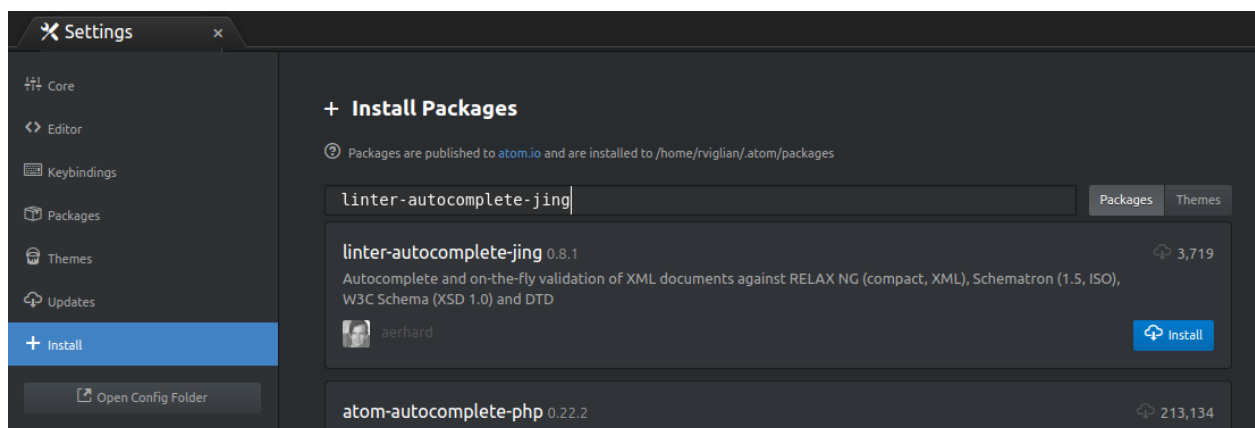 Settings ×
Core
Editor
Keybindings
Packages
Themes
Updates
+ Install
Open Config Folder
+ Install Packages
Packages are published to atom.io and are installed to /home/rviglian/.atom/packages
linter-autocomplete-jing
Packages Themes
linter-autocomplete-jing 0.8.1 3,719
Autocomplete and on-the-fly validation of XML documents against RELAX NG (compact, XML), Schematron (1.5, ISO),
W3C Schema (XSD 1.0) and DTD
aerhard
Install
atom-autocomplete-php 0.22.2 213,134